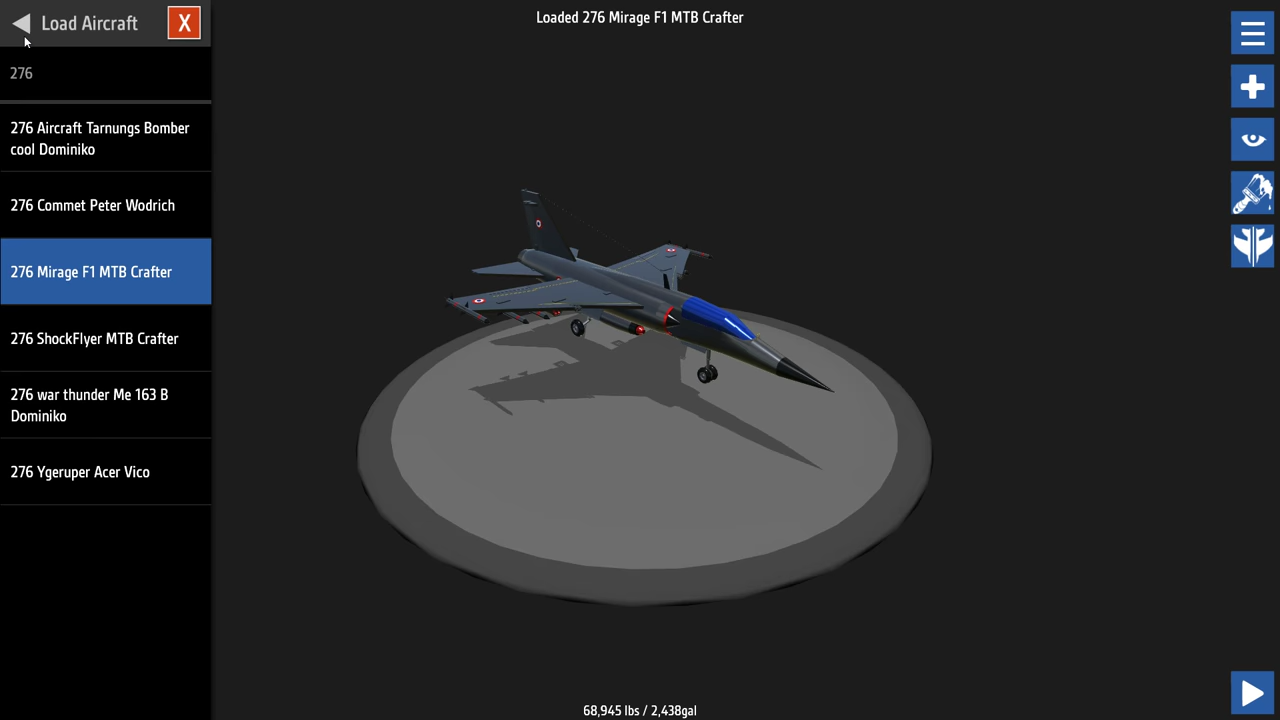 Load Aircraft
X
Loaded 276 Mirage F1 MTB Crafter
276
276 Aircraft Tarnungs Bomber
cool Dominiko
276 Commet Peter Wodrich
276 Mirage F1 MTB Crafter
276 ShockFlyer MTB Crafter
276 war thunder Me 163 B
Dominiko
276 Ygeruper Acer Vico
68,945 lbs / 2,438gal